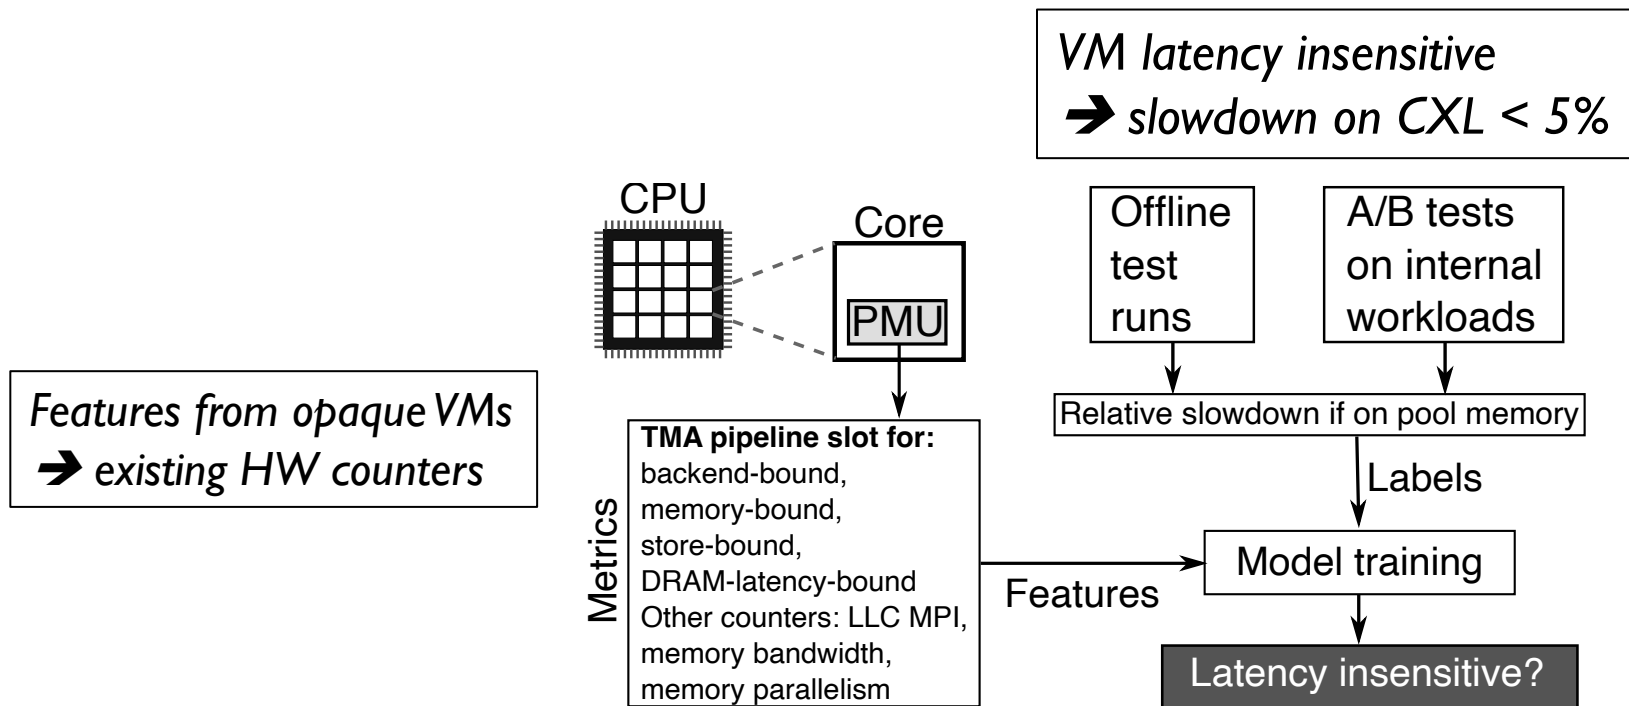 VM latency insensitive
➔ slowdown on CXL < 5%
CPU
Core
PMU
Offline
test
runs
A/B tests
on internal
workloads
Features from opaque VMs
➔ existing HW counters
Relative slowdown if on pool memory
Metrics
TMA pipeline slot for:
backend-bound,
memory-bound,
store-bound,
DRAM-latency-bound
Other counters: LLC MPI,
memory bandwidth,
memory parallelism
Labels
Features
Model training
Latency insensitive?